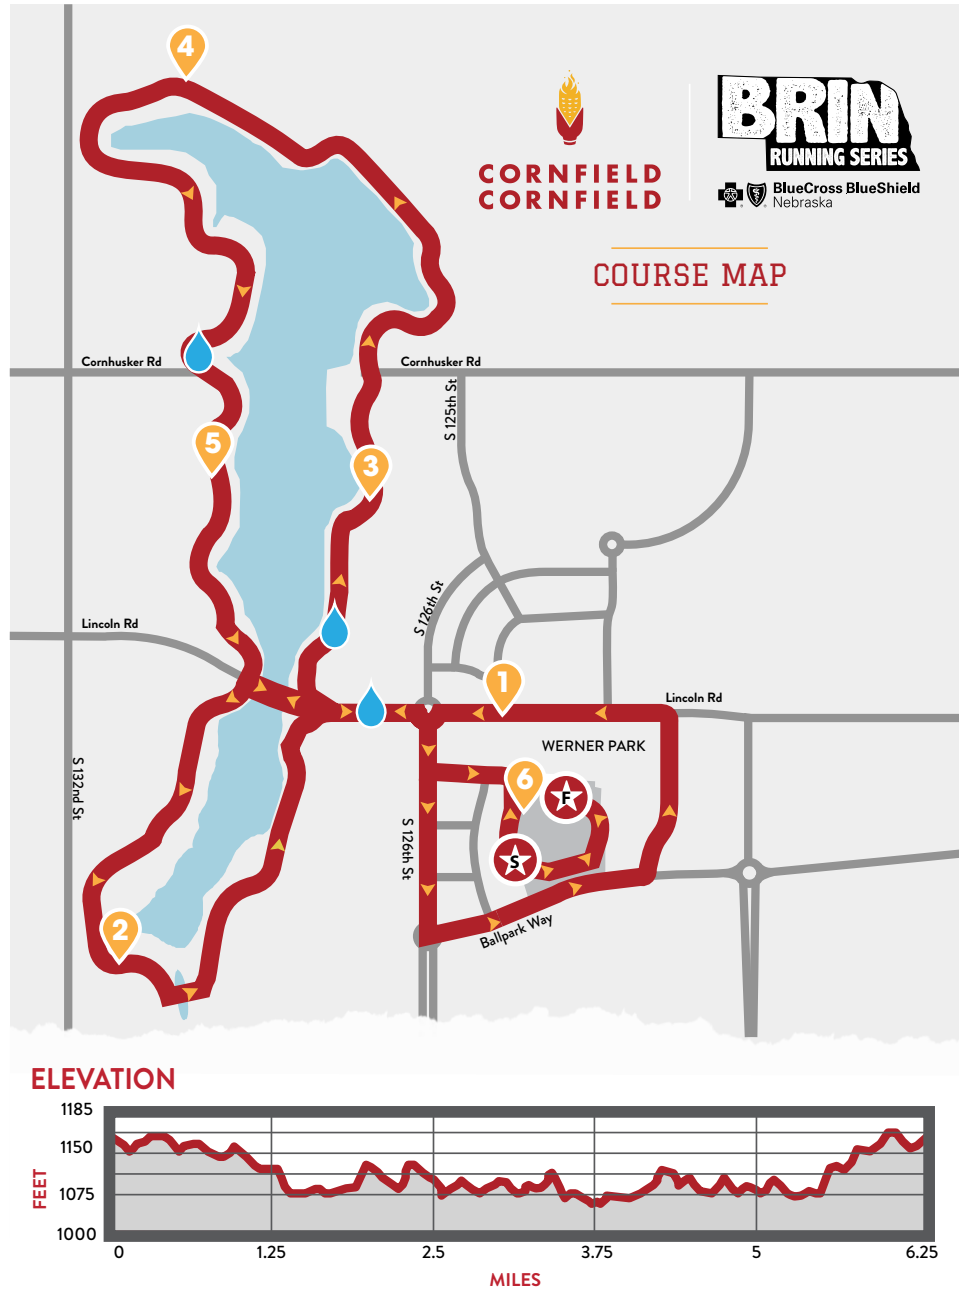 4
CORNFIELD
CORNFIELD
BRIN
RUNNING SERIES
BlueCross BlueShield
Nebraska
COURSE MAP
Cornhusker Rd
Cornhusker Rd
S 125th St
5
3
S 126th St
Lincoln Rd
1
Lincoln Rd
WERNER PARK
S 132nd St
6
F
S 126th St
S
2
Ballpark Way
ELEVATION
FEET
1185
1150
1075
1000
0
1.25
2.5
3.75
5
6.25
MILES